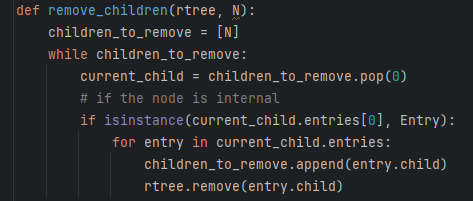 def remove_children(rtree, N):
    children_to_remove = [N]
    while children_to_remove:
        current_child = children_to_remove.pop(0)
        # if the node is internal
        if isinstance(current_child.entries[0], Entry):
            for entry in current_child.entries:
                children_to_remove.append(entry.child)
                rtree.remove(entry.child)